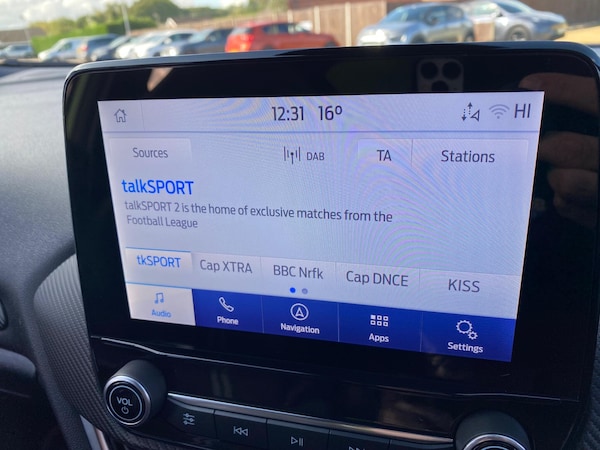 12:31 16° HI
Sources DAB TA Stations
talkSPORT
talkSPORT 2 is the home of exclusive matches from the
Football League
tkSPORT Cap XTRA BBC Nrfk Cap DNCE KISS
Audio Phone Navigation Apps Settings
VOL